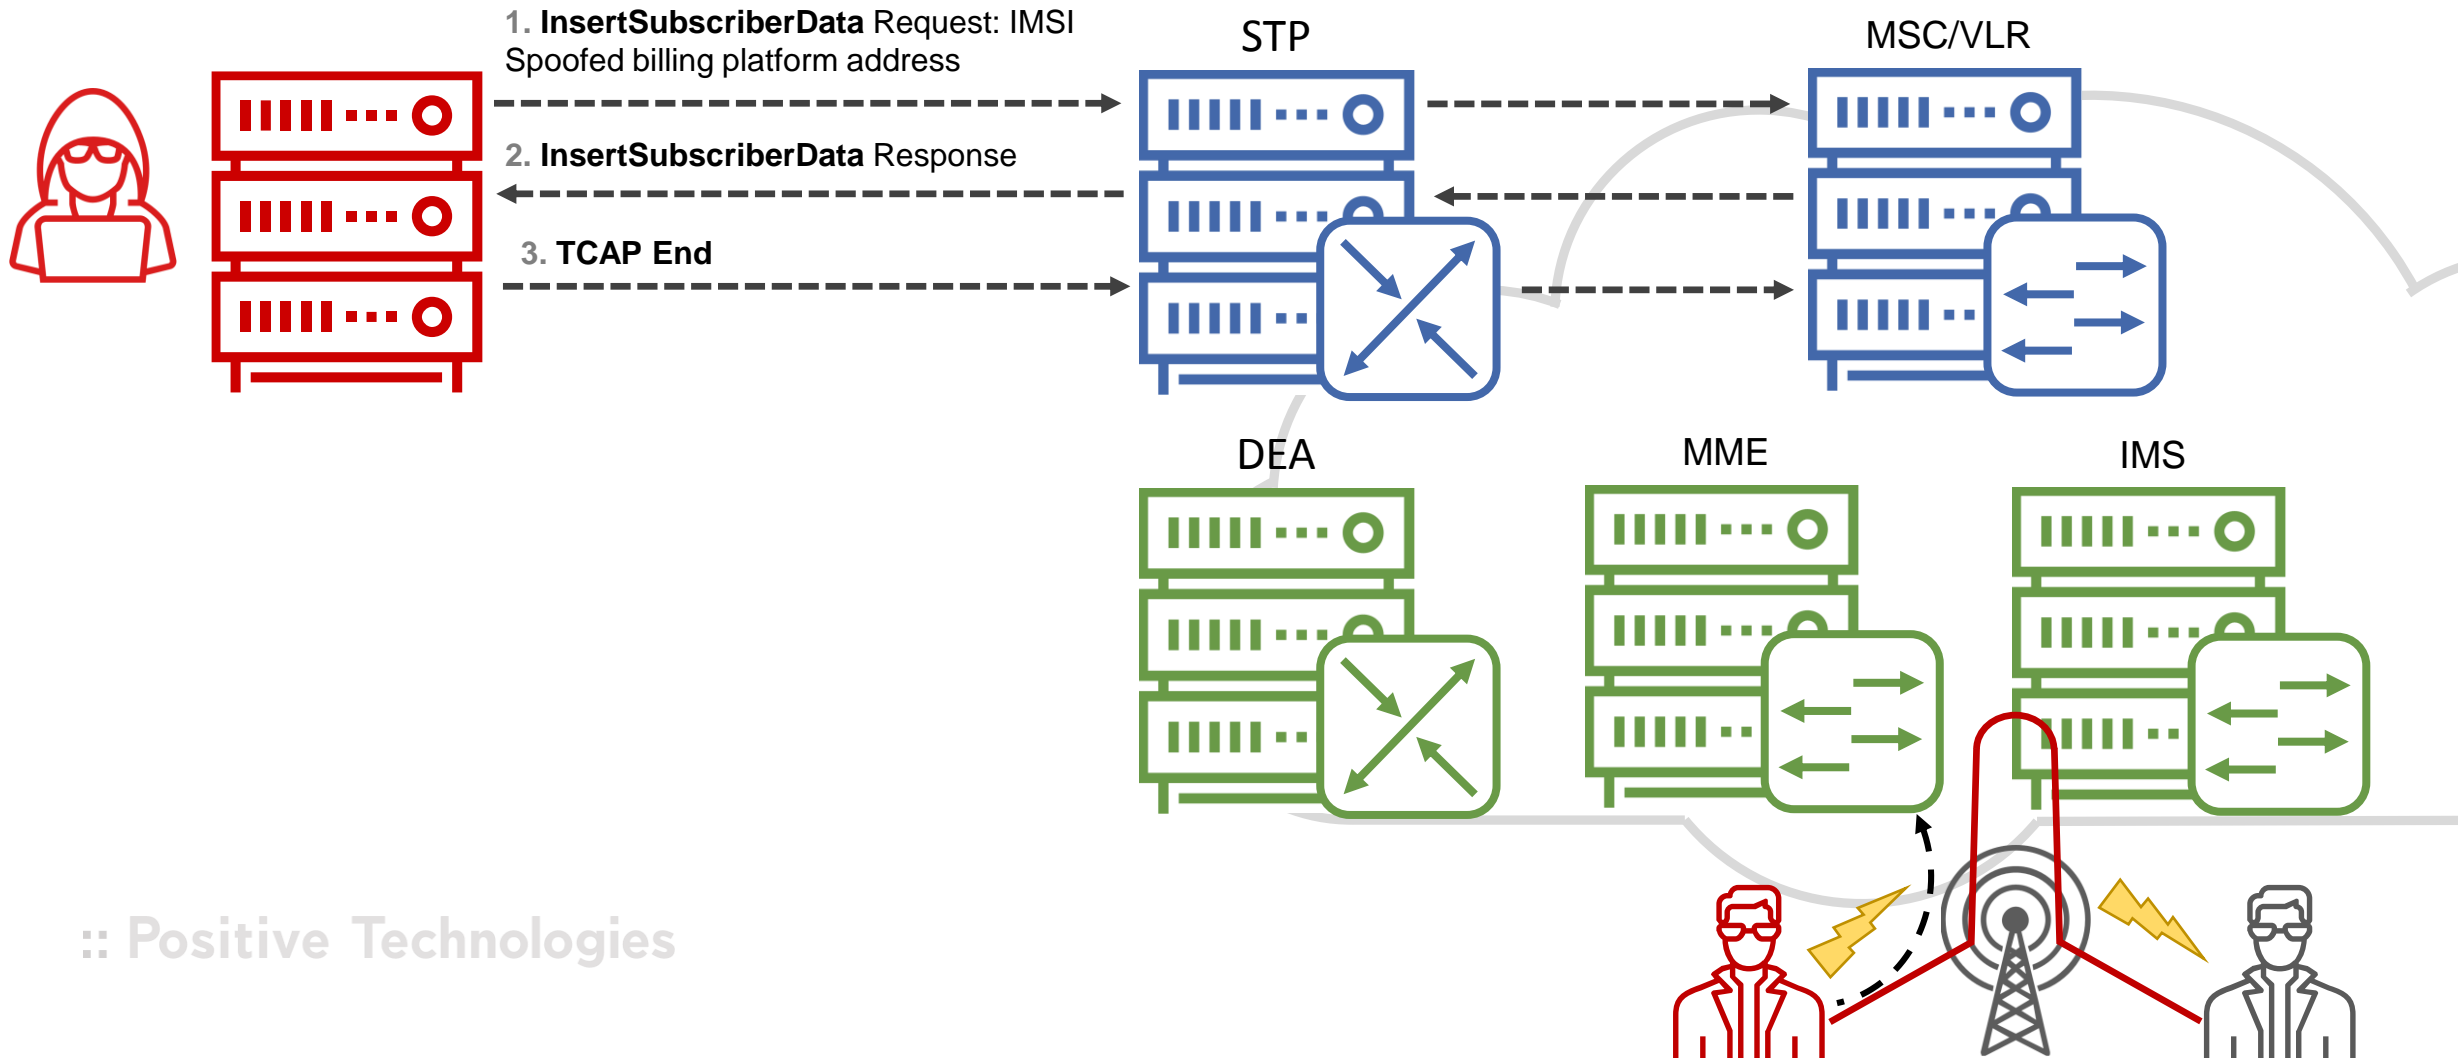 1. InsertSubscriberData Request: IMSI
Spoofed billing platform address
STP
MSC/VLR
2. InsertSubscriberData Response
3. TCAP End
DEA
MME
IMS
:: Positive Technologies